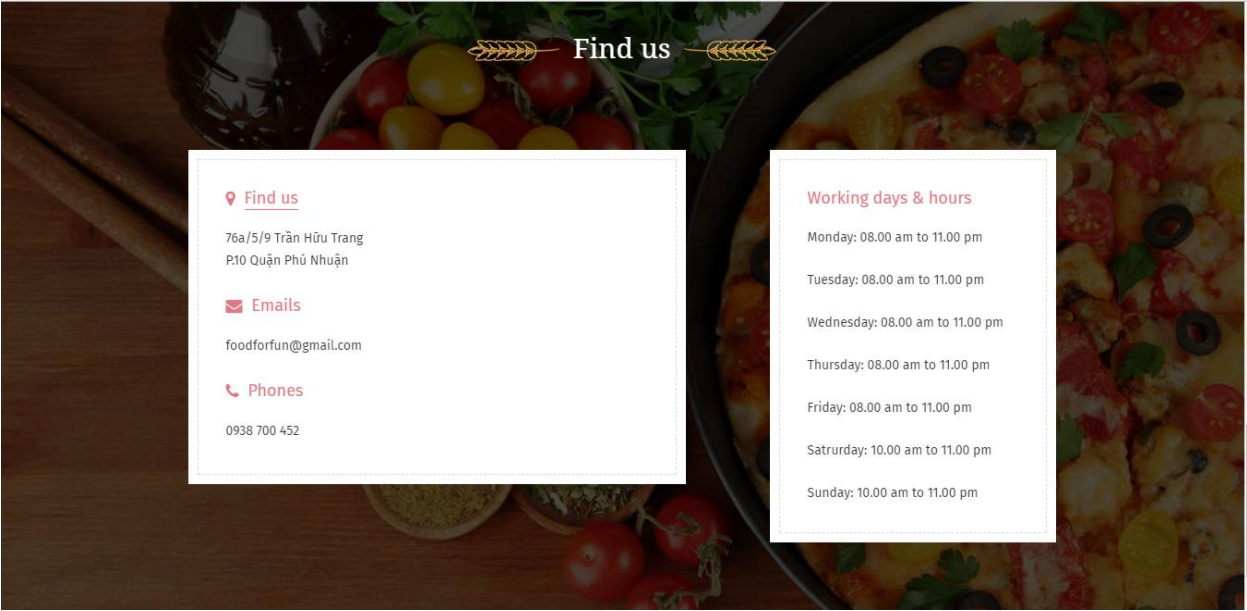 Find us
Find us
76a/5/9 Trần Hữu Trang
P.10 Quận Phú Nhuận
Emails
foodforfun@gmail.com
Phones
0938 700 452
Working days & hours
Monday: 08.00 am to 11.00 pm
Tuesday: 08.00 am to 11.00 pm
Wednesday: 08.00 am to 11.00 pm
Thursday: 08.00 am to 11.00 pm
Friday: 08.00 am to 11.00 pm
Satrurday: 10.00 am to 11.00 pm
Sunday: 10.00 am to 11.00 pm